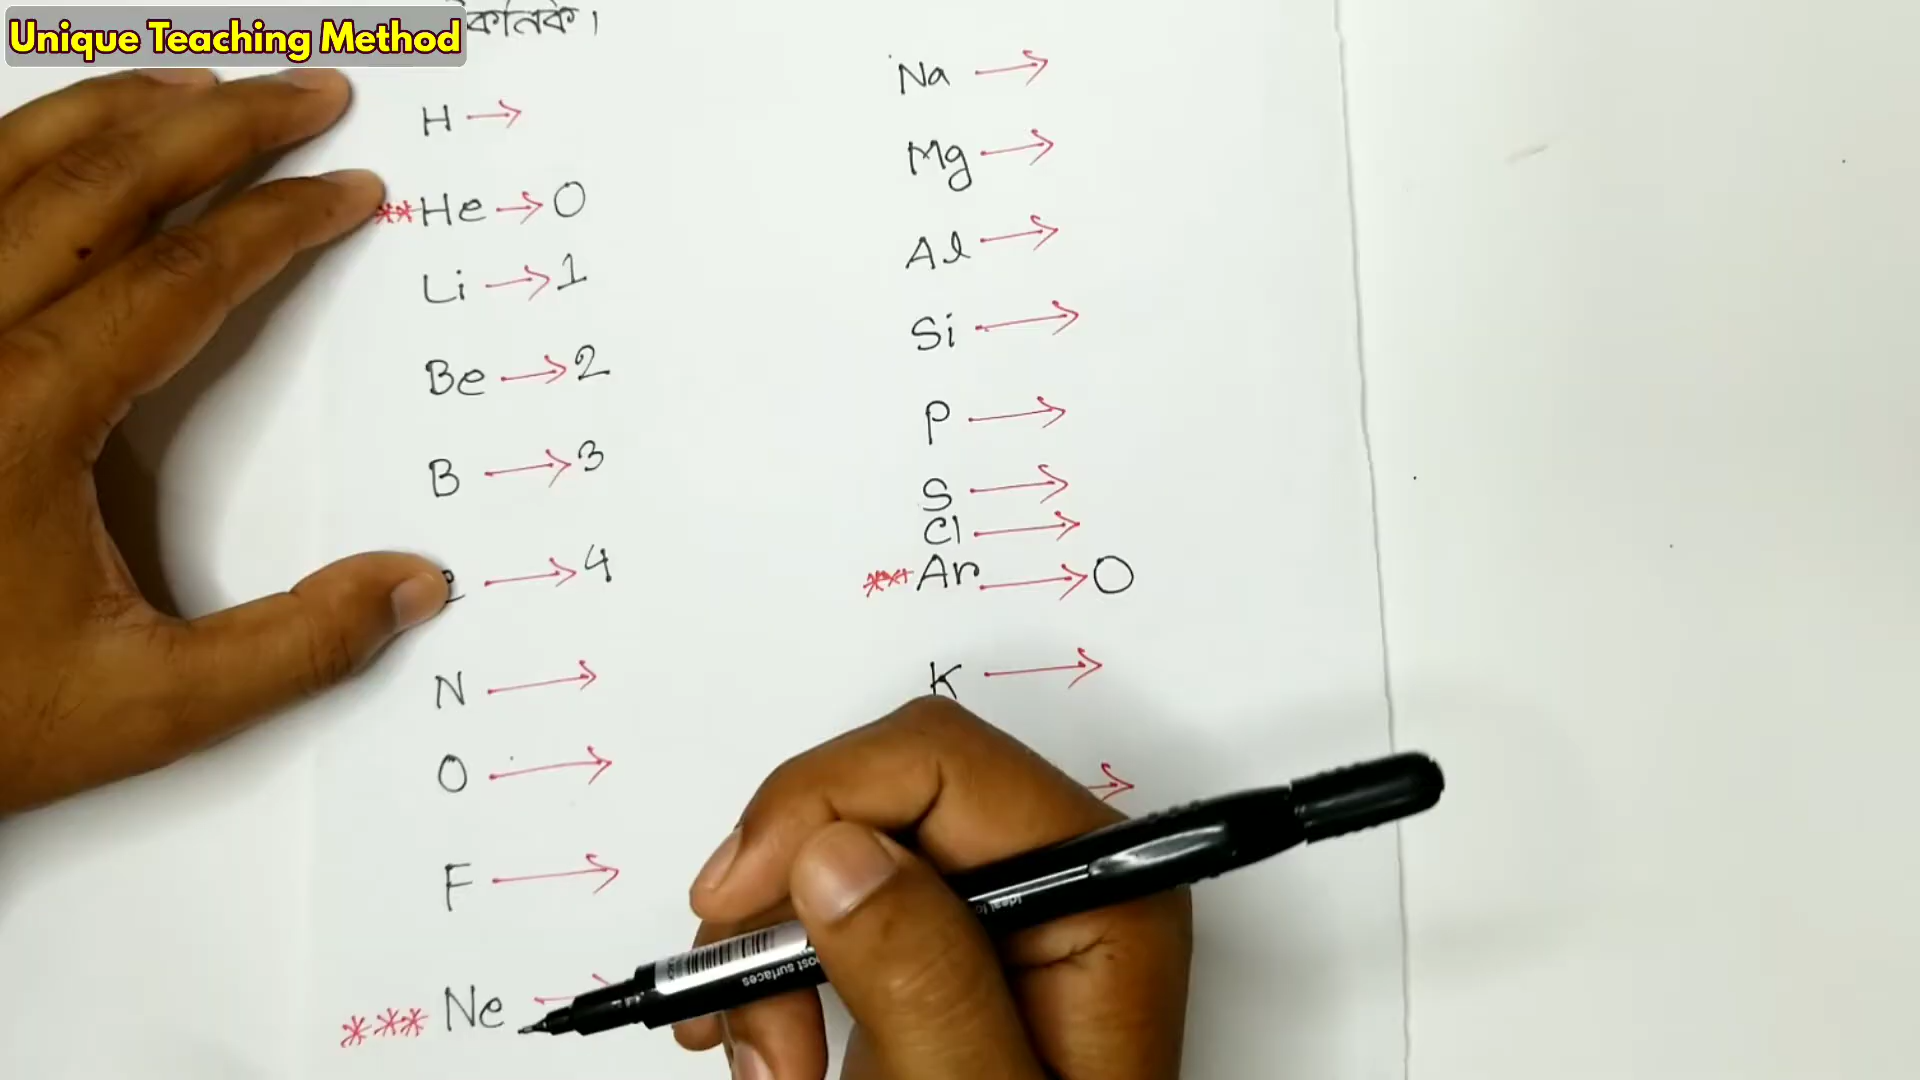 Unique Teaching Method
H →
**He → 0
Li → 1
Be → 2
B → 3
→ 4
N →
O →
F →
*** Ne →
Na →
Mg →
Al →
Si →
P →
S →
Cl →
** Ar → 0
K →